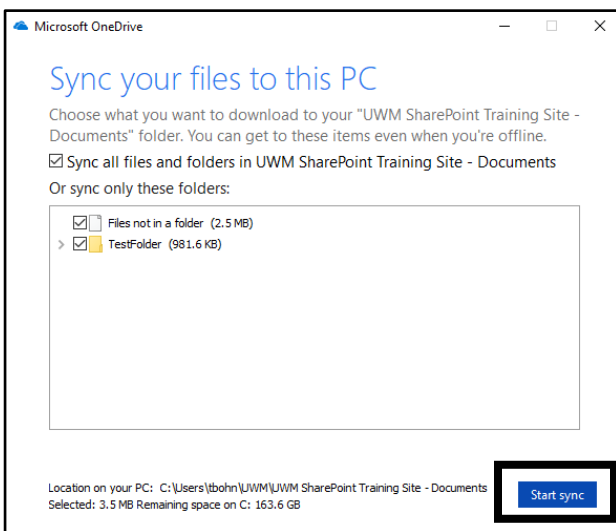 Microsoft OneDrive
Sync your files to this PC
Choose what you want to download to your "UWM SharePoint Training Site -
Documents" folder. You can get to these items even when you're offline.
Sync all files and folders in UWM SharePoint Training Site - Documents
Or sync only these folders:
Files not in a folder (2.5 MB)
TestFolder (981.6 KB)
Location on your PC: C:\Users\tbohn\UWM\UWM SharePoint Training Site - Documents
Selected: 3.5 MB Remaining space on C: 163.6 GB
Start sync